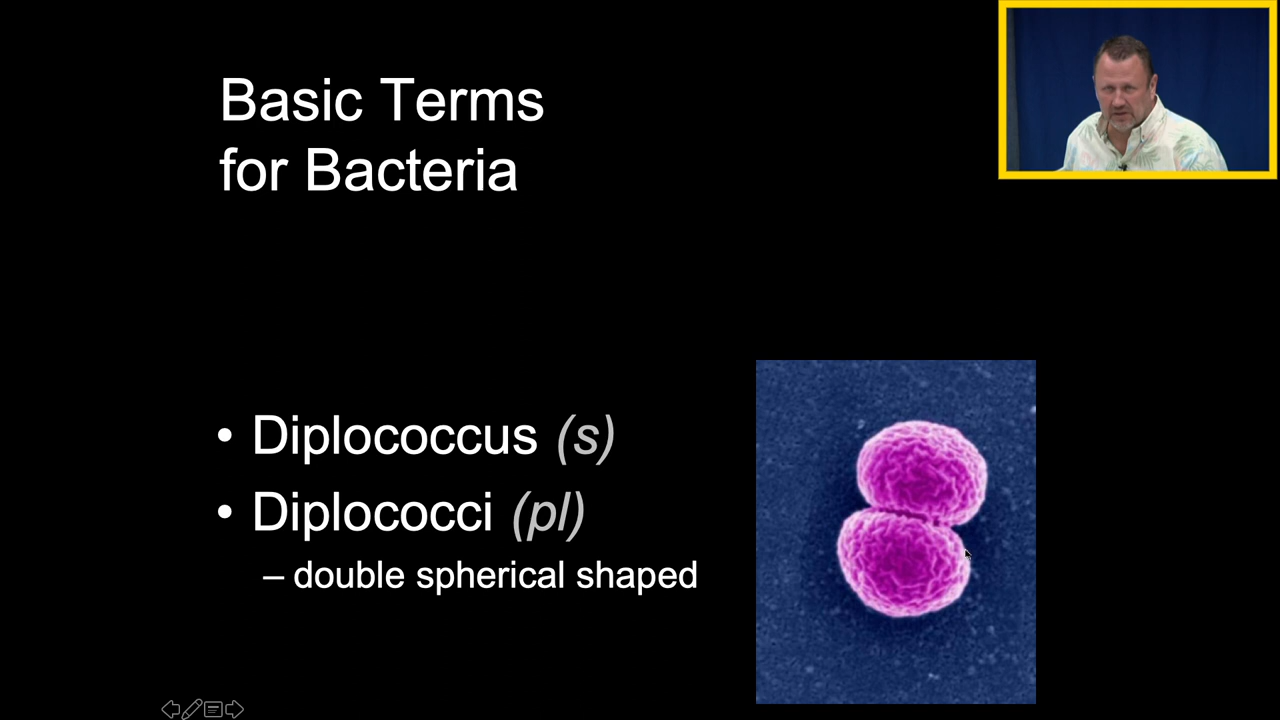 Basic Terms
for Bacteria
• Diplococcus (s)
• Diplococci (pl)
– double spherical shaped